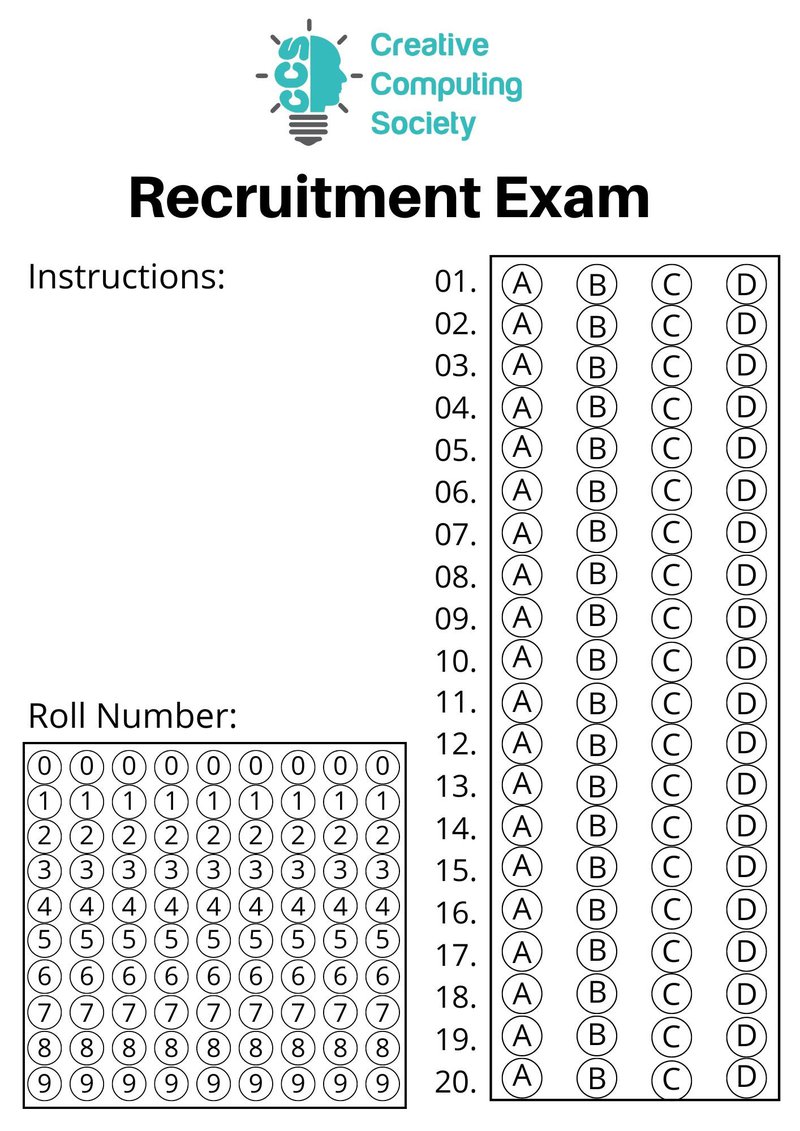 CCS
Creative
Computing
Society
Recruitment Exam
Instructions:
01. A B C D
02. A B C D
03. A B C D
04. A B C D
05. A B C D
06. A B C D
07. A B C D
08. A B C D
09. A B C D
10. A B C D
11. A B C D
12. A B C D
13. A B C D
14. A B C D
15. A B C D
16. A B C D
17. A B C D
18. A B C D
19. A B C D
20. A B C D
Roll Number:
0 0 0 0 0 0 0 0 0
1 1 1 1 1 1 1 1 1
2 2 2 2 2 2 2 2 2
3 3 3 3 3 3 3 3 3
4 4 4 4 4 4 4 4 4
5 5 5 5 5 5 5 5 5
6 6 6 6 6 6 6 6 6
7 7 7 7 7 7 7 7 7
8 8 8 8 8 8 8 8 8
9 9 9 9 9 9 9 9 9